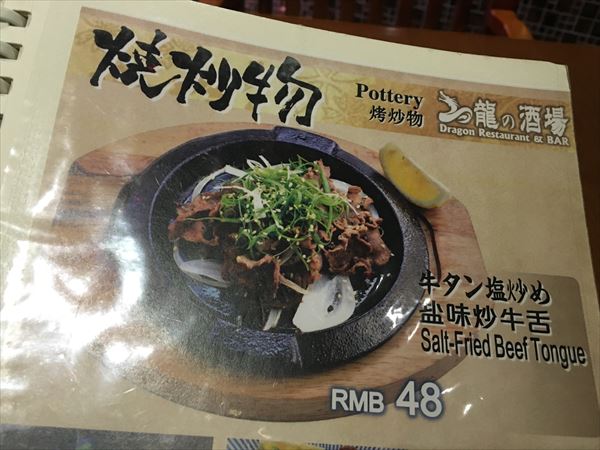 燒炒物
Pottery
烤炒物
龍の酒場
Dragon Restaurant & BAR
牛タン塩炒め
盐味炒牛舌
Salt-Fried Beef Tongue
RMB 48